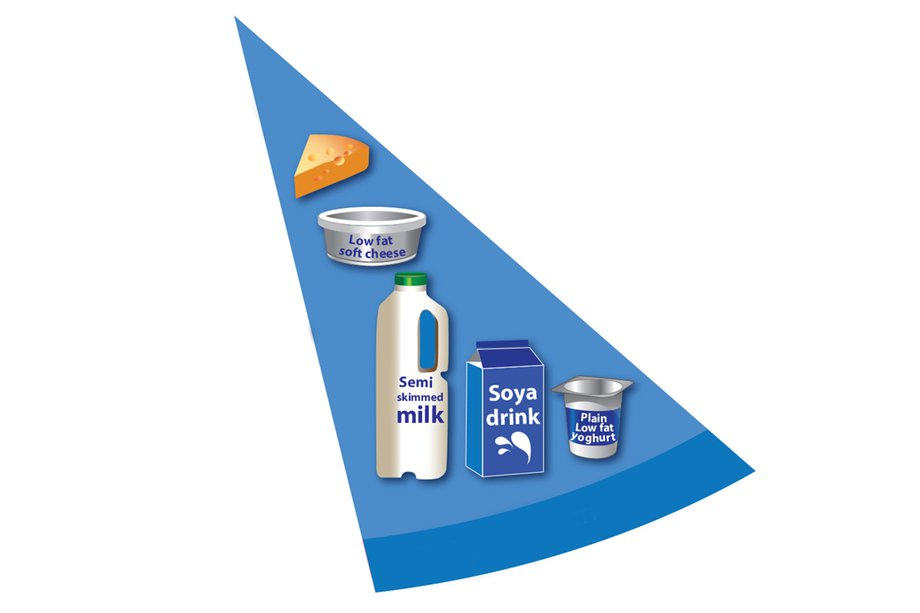 Low fat
soft cheese
Semi
skimmed
milk
Soya
drink
Plain
Low fat
yoghurt